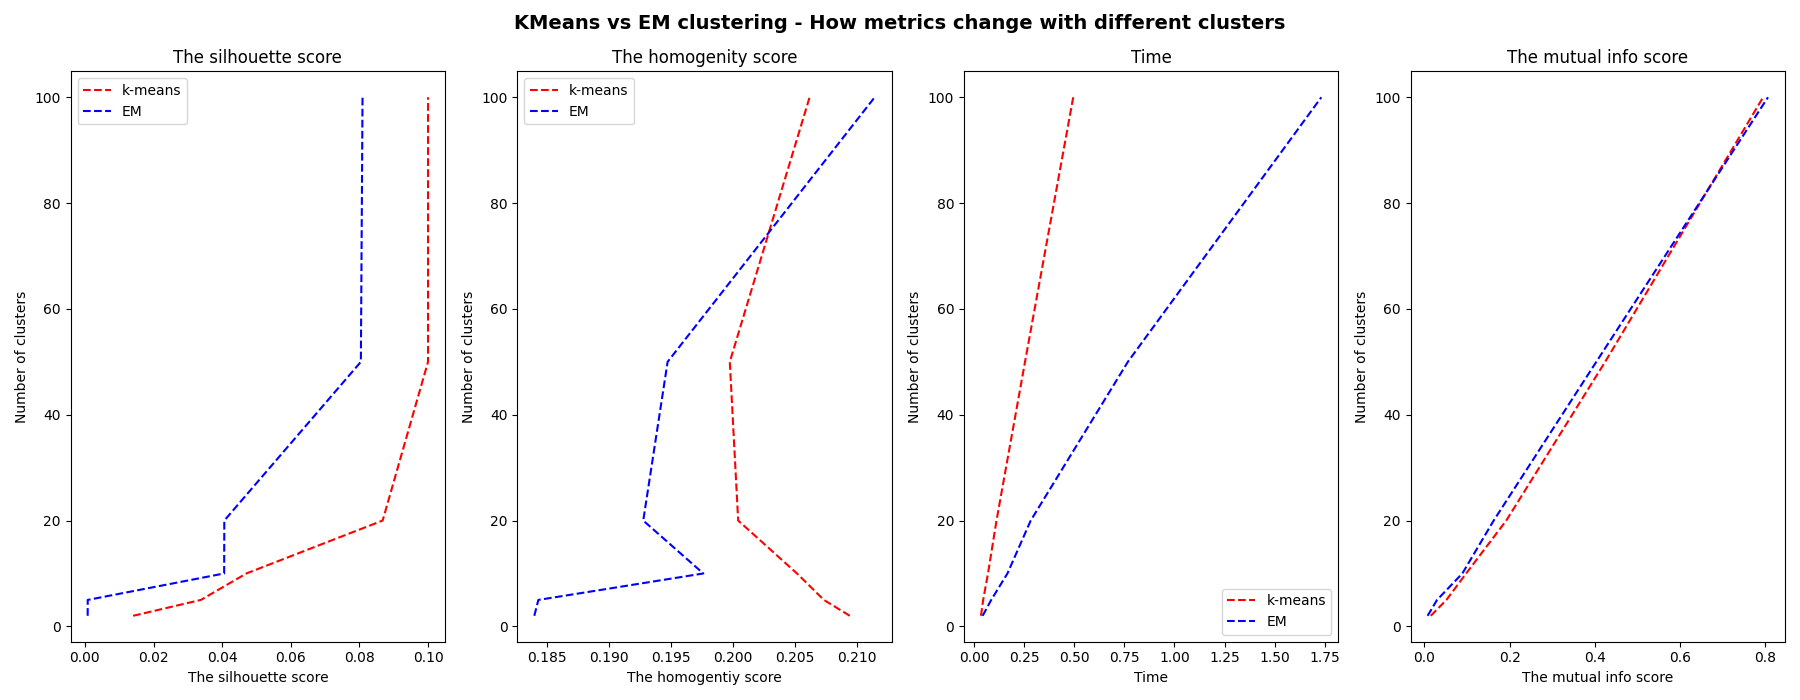 KMeans vs EM clustering - How metrics change with different clusters
The silhouette score
k-means
EM
100
80
60
40
20
0
Number of clusters
0.00 0.02 0.04 0.06 0.08 0.10
The silhouette score
The homogenity score
k-means
EM
100
80
60
40
20
0
Number of clusters
0.185 0.190 0.195 0.200 0.205 0.210
The homogentiy score
Time
100
80
60
40
20
0
Number of clusters
k-means
EM
0.00 0.25 0.50 0.75 1.00 1.25 1.50 1.75
Time
The mutual info score
100
80
60
40
20
0
Number of clusters
0.0 0.2 0.4 0.6 0.8
The mutual info score